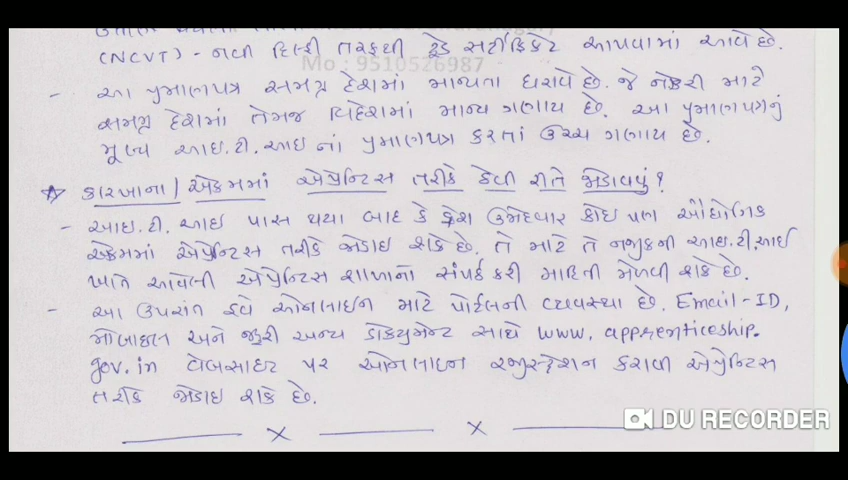 (NCVT) - નવી દિલ્હી તરફથી ટ્રેડ સર્ટીફિકેટ આપવામાં આવે છે.
Mo : 9510526987
- આ પ્રમાણપત્ર સમગ્ર દેશમાં માન્યતા ધરાવે છે. જે નોકરી માટે
સમગ્ર દેશમાં તેમજ વિદેશમાં માન્ય ગણાય છે. આ પ્રમાણપત્રનું
મૂલ્ય આઇ.ટી.આઇ નાં પ્રમાણપત્ર કરતાં ઉચ્ચ ગણાય છે.
☆ કારખાના / એકમમાં એપ્રેન્ટિસ તરીકે કેવી રીતે જોડાવવું ?
- આઇ.ટી.આઇ પાસ થયા બાદ કે ફ્રેશ ઉમેદવાર કોઇ પણ ઔદ્યોગિક
એકમમાં એપ્રેન્ટિસ તરીકે જોડાઇ શકે છે. તે માટે તે નજીકની આઇ.ટી.આઇ
ખાતે આવેલી એપ્રેન્ટિસ શાખાનો સંપર્ક કરી માહિતી મેળવી શકે છે.
- આ ઉપરાંત હવે ઓનલાઇન માટે પોર્ટલની વ્યવસ્થા છે. Email-ID,
મોબાઇલ અને જરૂરી અન્ય ડોક્યુમેન્ટ સાથે www.apprenticeship.
gov.in વેબસાઇટ પર ઓનલાઇન રજીસ્ટ્રેશન કરાવી એપ્રેન્ટિસ
તરીકે જોડાઇ શકે છે.
DU RECORDER